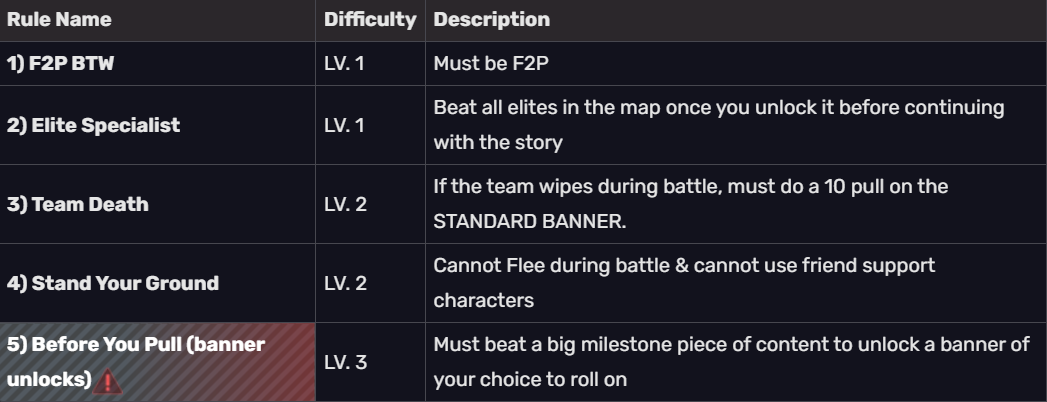 Rule Name Difficulty Description
1) F2P BTW LV. 1 Must be F2P
2) Elite Specialist LV. 1 Beat all elites in the map once you unlock it before continuing
with the story
3) Team Death LV. 2 If the team wipes during battle, must do a 10 pull on the
STANDARD BANNER.
4) Stand Your Ground LV. 2 Cannot Flee during battle & cannot use friend support
characters
5) Before You Pull (banner
unlocks) LV. 3 Must beat a big milestone piece of content to unlock a banner of
your choice to roll on